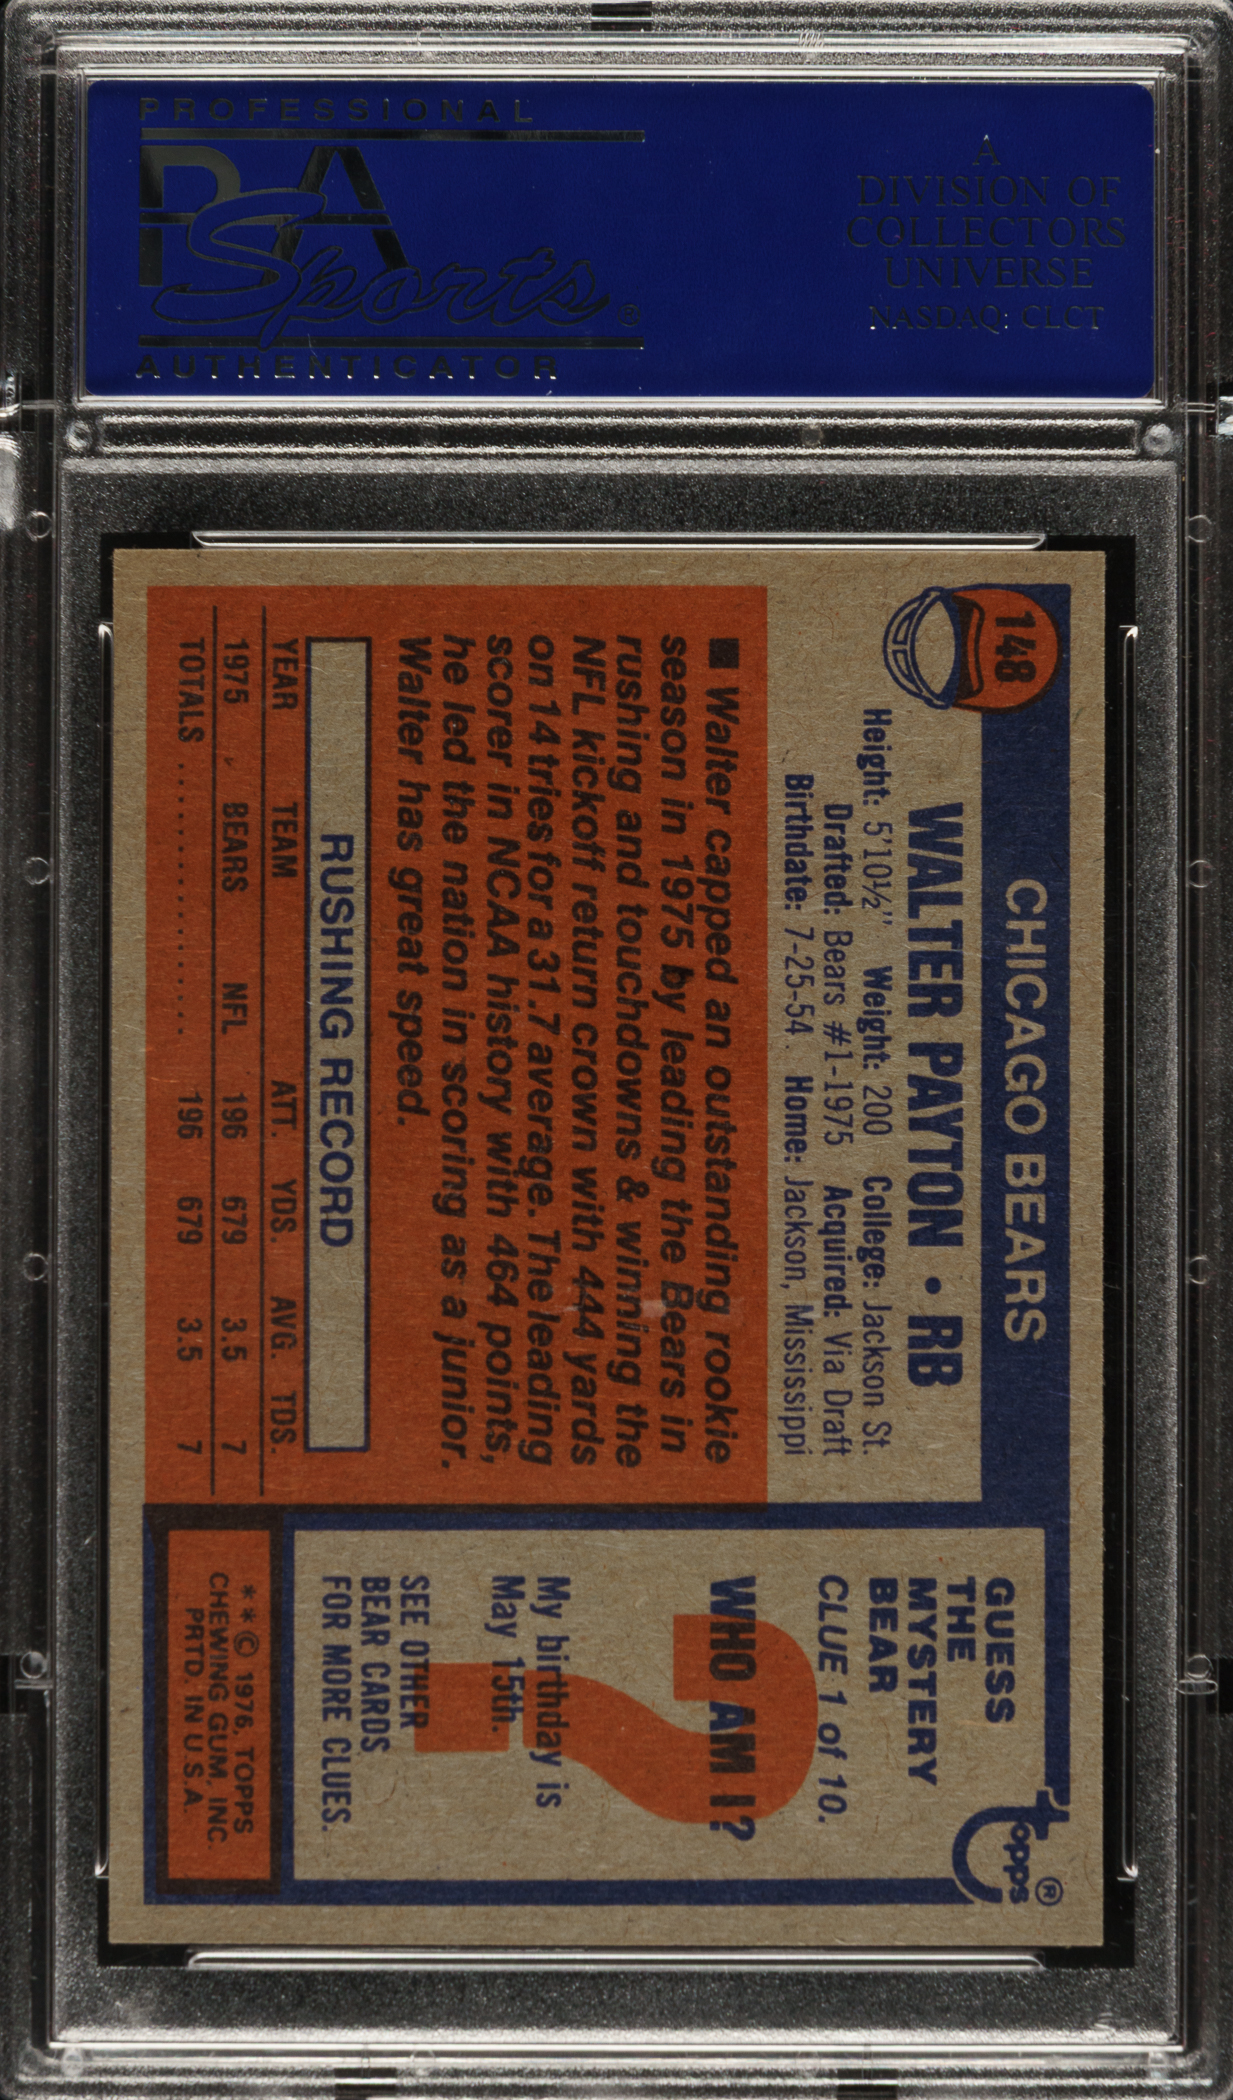 PROFESSIONAL
PSA
Sports®
AUTHENTICATOR
A
DIVISION OF
COLLECTORS
UNIVERSE
NASDAQ: CLCT
148
CHICAGO BEARS
WALTER PAYTON • RB
Height: 5'10½" Weight: 200 College: Jackson St.
Drafted: Bears #1-1975 Acquired: Via Draft
Birthdate: 7-25-54 Home: Jackson, Mississippi
■ Walter capped an outstanding rookie
season in 1975 by leading the Bears in
rushing and touchdowns & winning the
NFL kickoff return crown with 444 yards
on 14 tries for a 31.7 average. The leading
scorer in NCAA history with 464 points,
he led the nation in scoring as a junior.
Walter has great speed.
RUSHING RECORD
YEAR TEAM ATT. YDS. AVG. TDS.
1975 BEARS NFL 196 679 3.5 7
TOTALS .................... 196 679 3.5 7
topps®
GUESS
THE
MYSTERY
BEAR
CLUE 1 of 10.
?
WHO AM I?
My birthday is
May 15th.
SEE OTHER
BEAR CARDS
FOR MORE CLUES.
**© 1976, TOPPS
CHEWING GUM, INC.
PRTD. IN U.S.A.